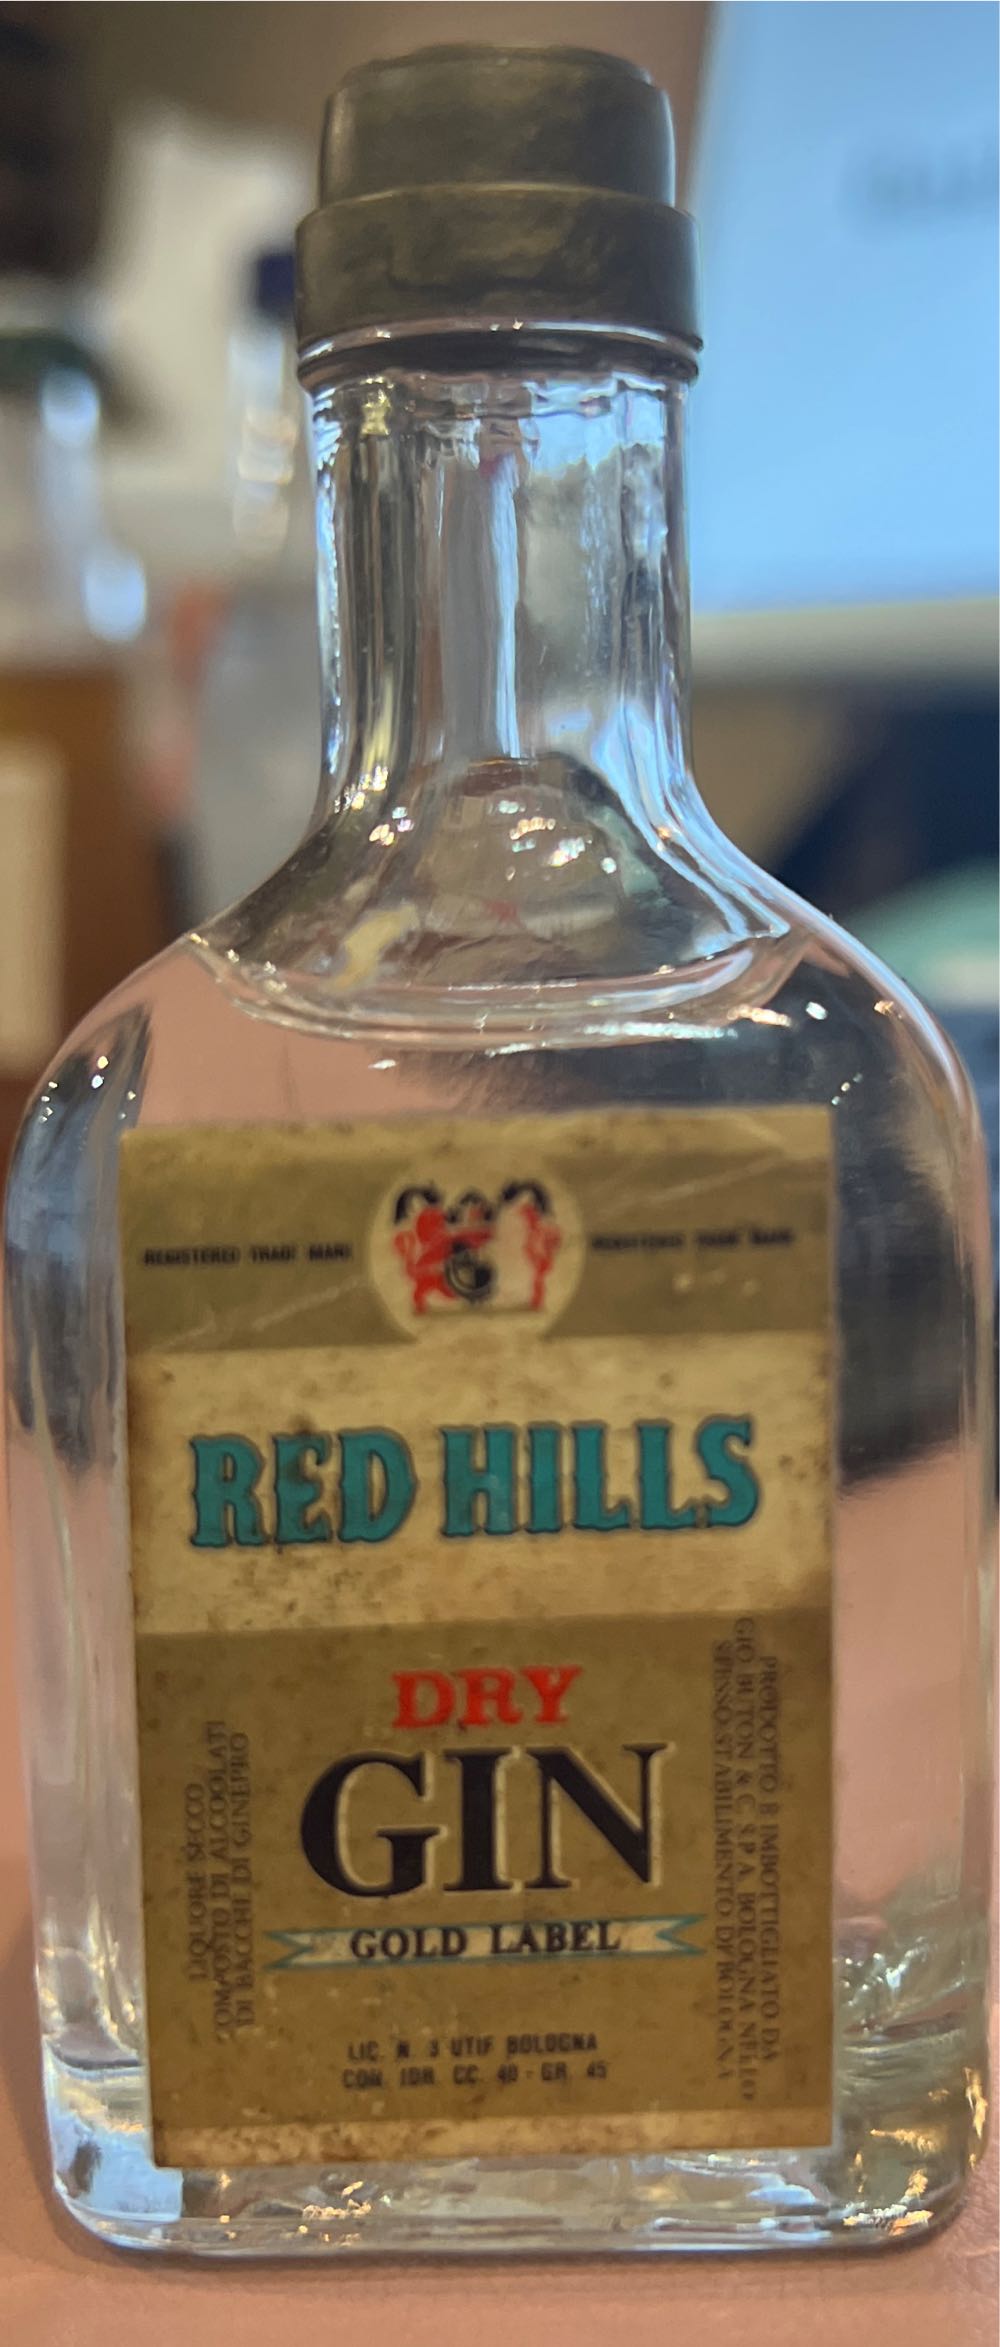 REGISTERED TRADE MARK
REGISTERED TRADE MARK
RED HILLS
DRY
GIN
GOLD LABEL
LIQUORE SECCO
COMPOSTO DI ALCOOLATI
DI BACCHE DI GINEPRO
PRODOTTO E IMBOTTIGLIATO DA
GIO. BUTON & C. S.P.A. BOLOGNA NELLO
STESSO STABILIMENTO DI BOLOGNA
LIC. N. 3 UTIF BOLOGNA
CON. IDR. CC. 40 - GR. 45